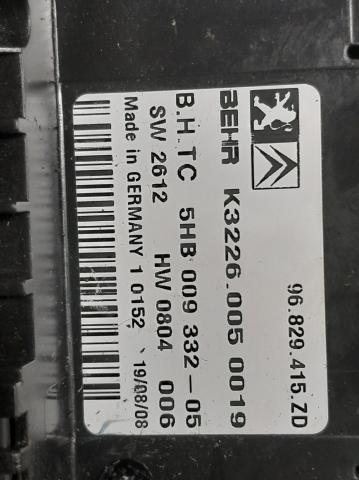 96.829.415.ZD
BEHR K3226.005 0019
B.H.TC 5HB 009 332-05
SW 2612 HW 0804 006
Made in GERMANY 1 0152 19/08/08